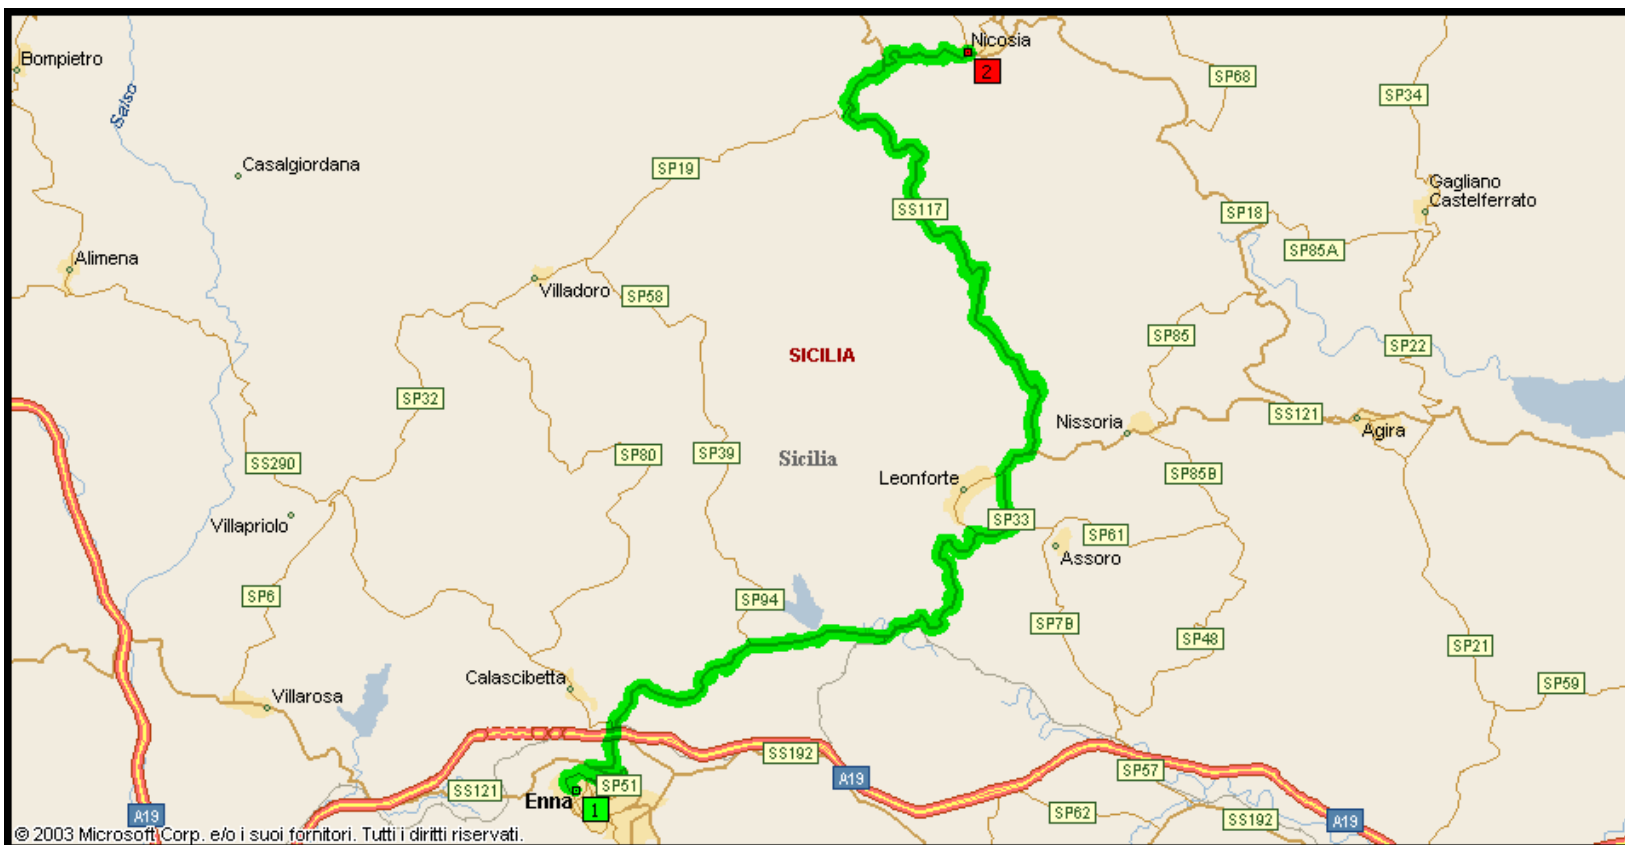 Nicosia
Bompietro
2
SP68
Salso
SP34
Casalgiordana
SP19
Gagliano
Castelferrato
SS117
SP18
SP85A
Alimena
Villadoro
SP58
SP85
SP22
SICILIA
SP32
SS121
Nissoria
Agira
SP80
SP39
Sicilia
SS290
SP85B
Leonforte
Villapriolo
SP33
SP61
Assoro
SP6
SP94
SP7B
SP48
SP21
Calascibetta
SP59
Villarosa
SS192
SP57
A19
SP51
SS121
Enna
1
SP62
A19
SS192
A19
© 2003 Microsoft Corp. e/o i suoi fornitori. Tutti i diritti riservati.